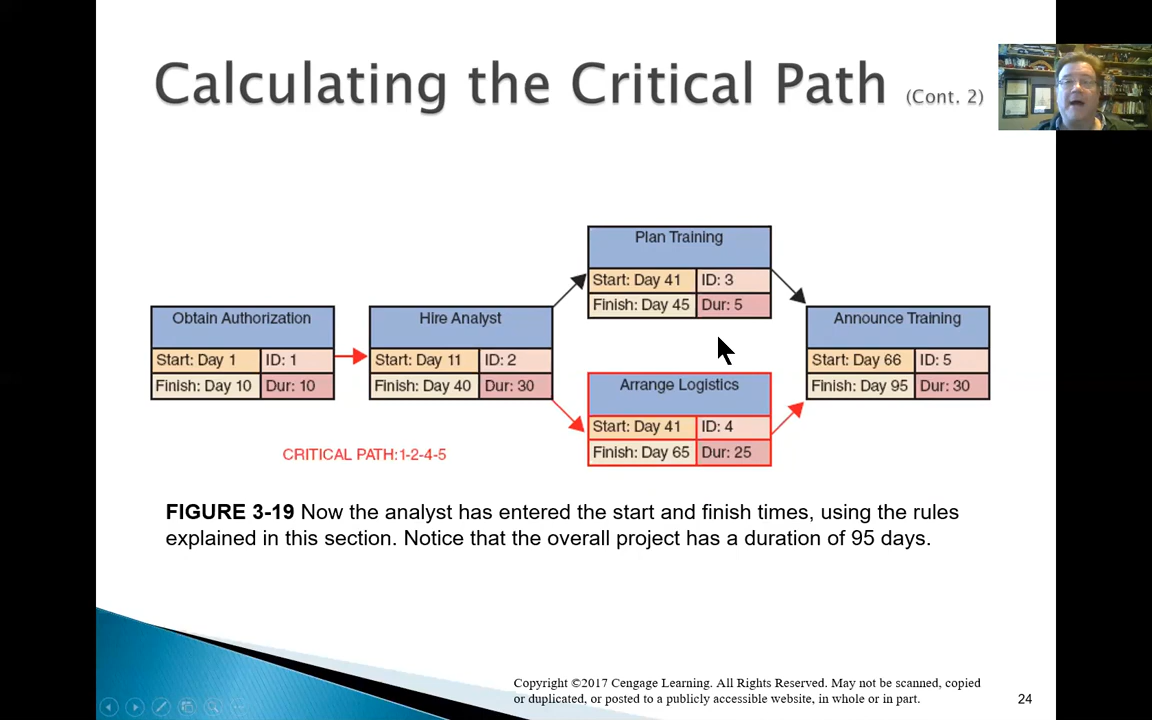 Calculating the Critical Path (Cont. 2)
Plan Training
Start: Day 41 ID: 3
Finish: Day 45 Dur: 5
Obtain Authorization
Start: Day 1 ID: 1
Finish: Day 10 Dur: 10
Hire Analyst
Start: Day 11 ID: 2
Finish: Day 40 Dur: 30
Announce Training
Start: Day 66 ID: 5
Finish: Day 95 Dur: 30
Arrange Logistics
Start: Day 41 ID: 4
Finish: Day 65 Dur: 25
CRITICAL PATH:1-2-4-5
FIGURE 3-19 Now the analyst has entered the start and finish times, using the rules
explained in this section. Notice that the overall project has a duration of 95 days.
Copyright ©2017 Cengage Learning. All Rights Reserved. May not be scanned, copied
or duplicated, or posted to a publicly accessible website, in whole or in part.
24